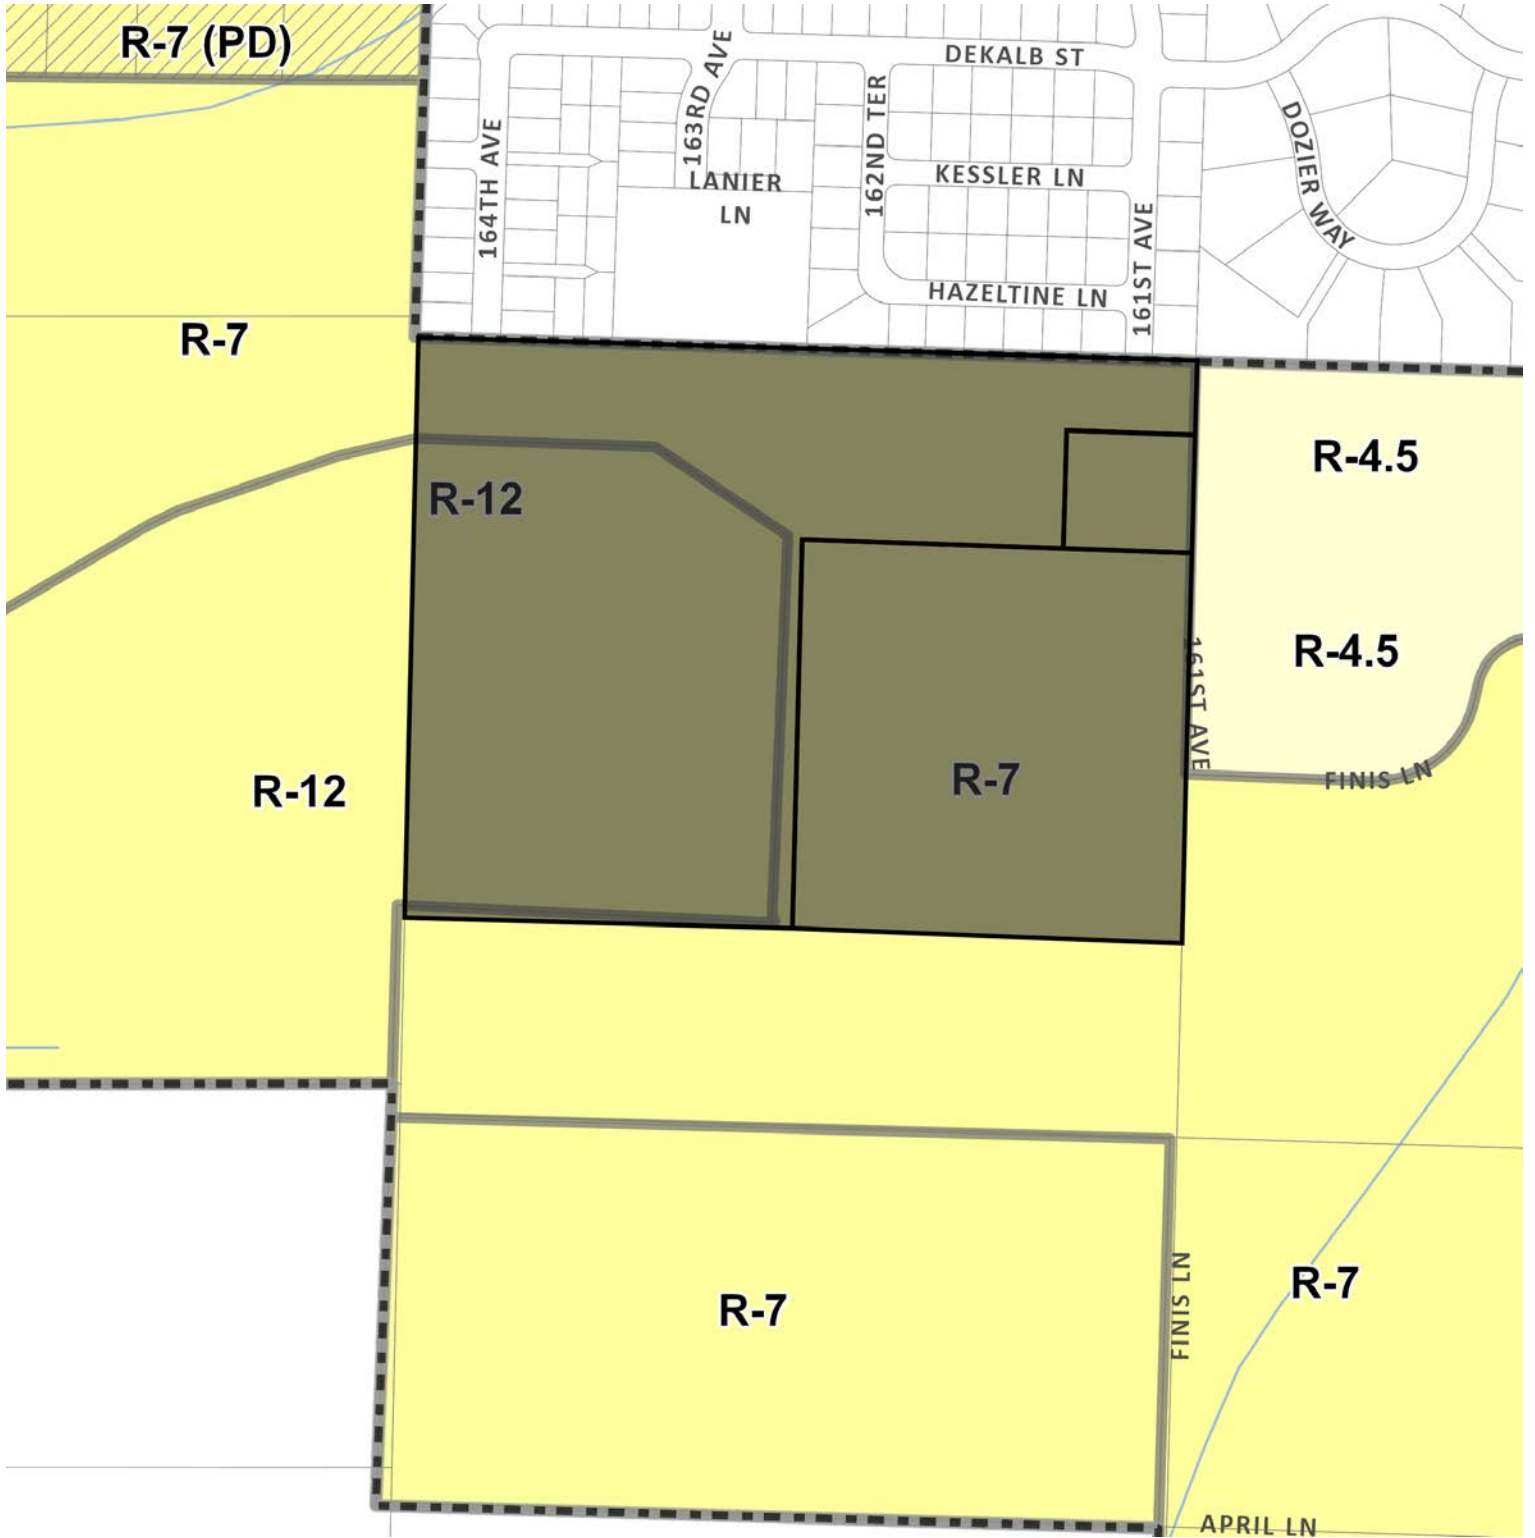 R-7 (PD)
DEKALB ST
163RD AVE
162ND TER
164TH AVE
DOZIER WAY
LANIER
LN
KESSLER LN
161ST AVE
HAZELTINE LN
R-7
R-4.5
R-12
R-4.5
161ST AVE
R-12
R-7
FINIS LN
R-7
FINIS LN
R-7
APRIL LN